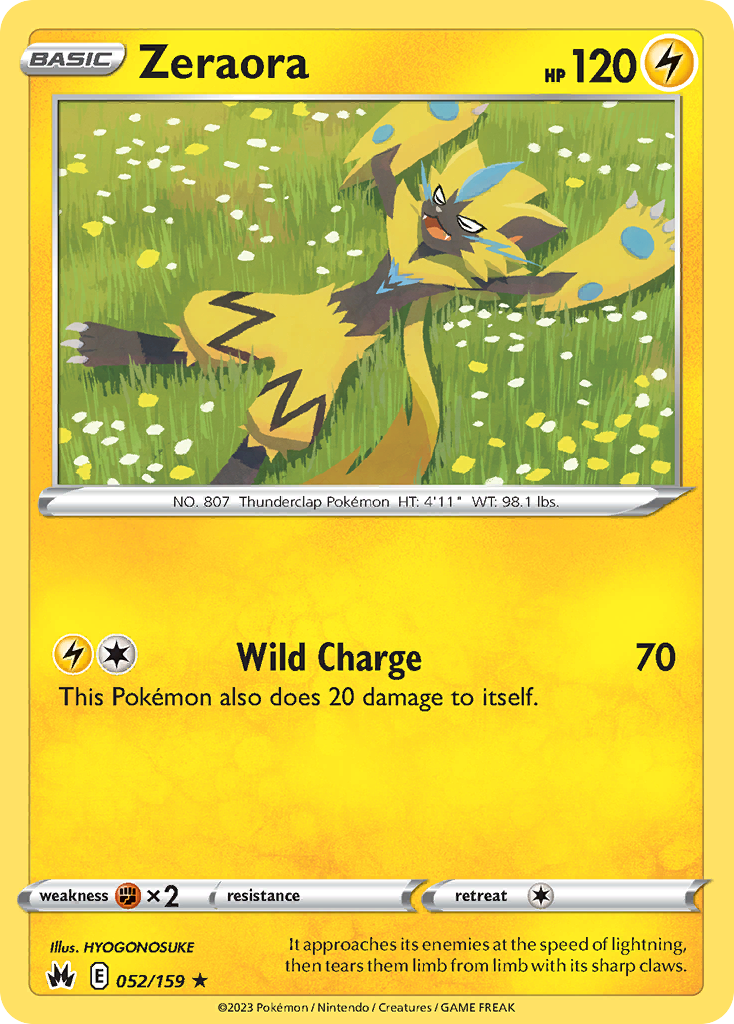 BASIC Zeraora HP 120
NO. 807 Thunderclap Pokémon HT: 4'11" WT: 98.1 lbs.
Wild Charge 70
This Pokémon also does 20 damage to itself.
weakness ×2 resistance retreat
Illus. HYOGONOSUKE
It approaches its enemies at the speed of lightning,
then tears them limb from limb with its sharp claws.
E 052/159 ★
©2023 Pokémon / Nintendo / Creatures / GAME FREAK